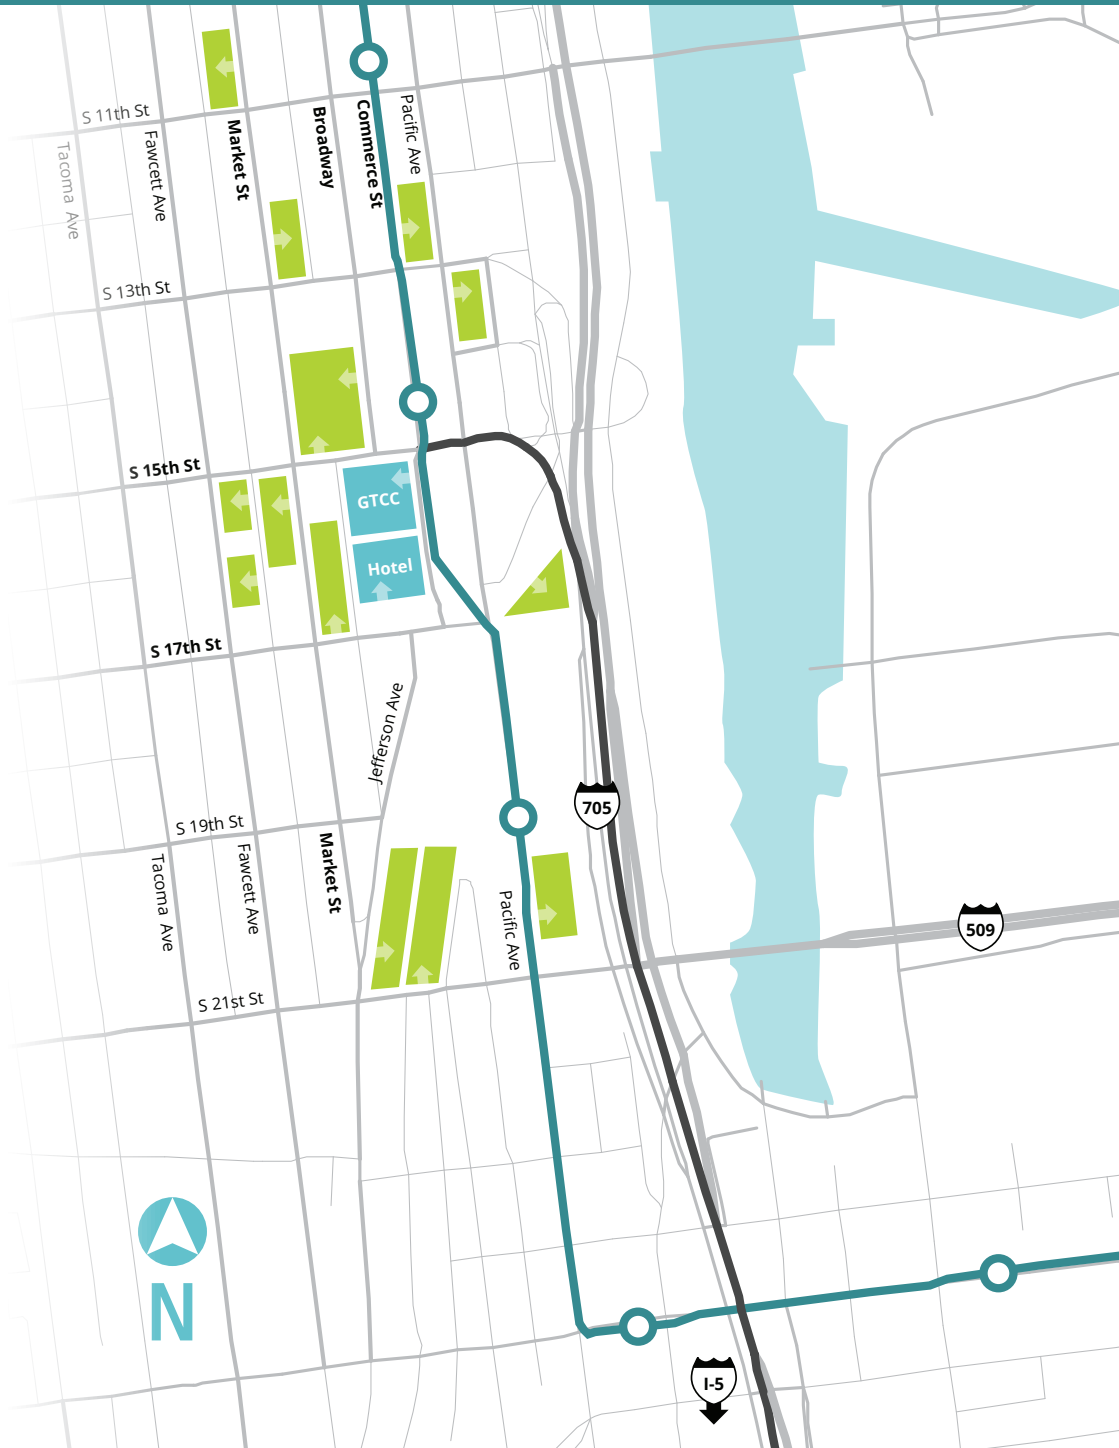 S 11th St
Tacoma Ave
Fawcett Ave
Market St
Broadway
Commerce St
Pacific Ave
S 13th St
S 15th St
GTCC
Hotel
S 17th St
Jefferson Ave
705
S 19th St
Tacoma Ave
Fawcett Ave
Market St
Pacific Ave
509
S 21st St
N
I-5